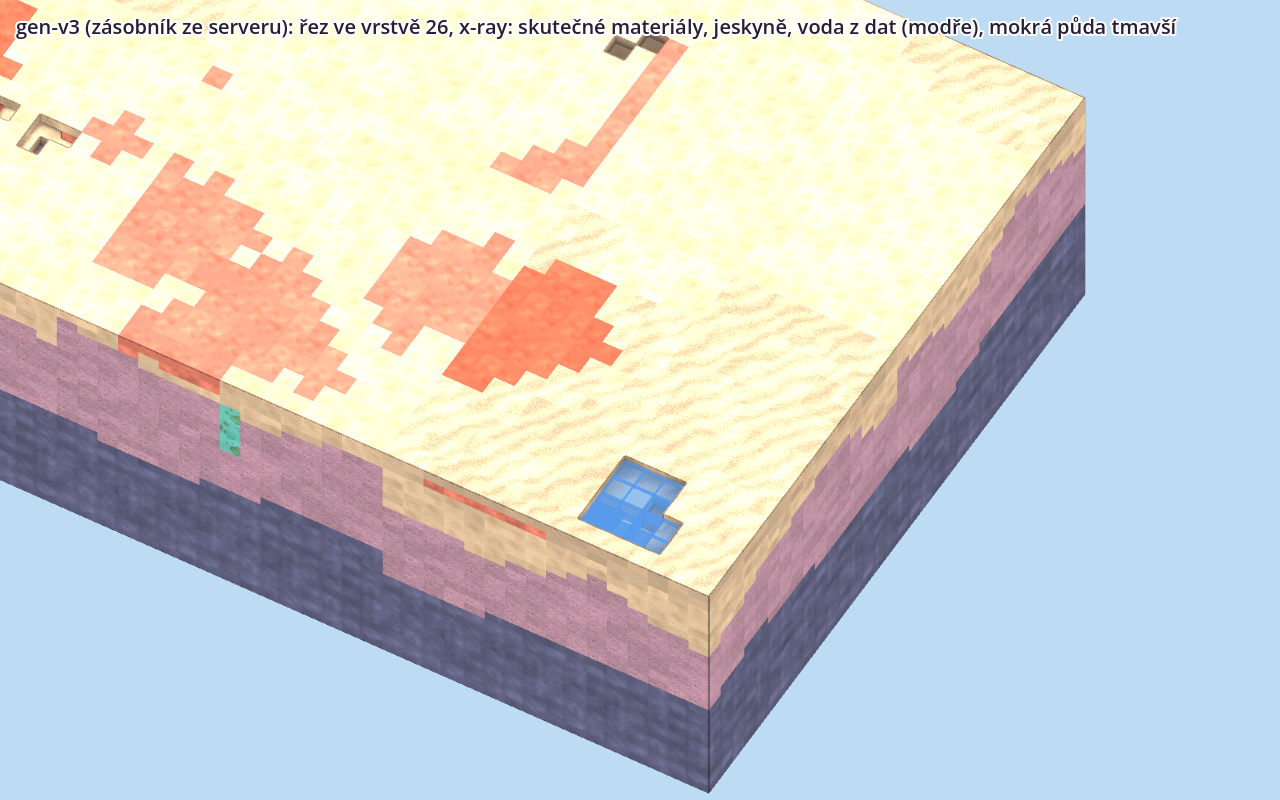 gen-v3 (zásobník ze serveru): řez ve vrstvě 26, x-ray: skutečné materiály, jeskyně, voda z dat (modře), mokrá půda tmavší